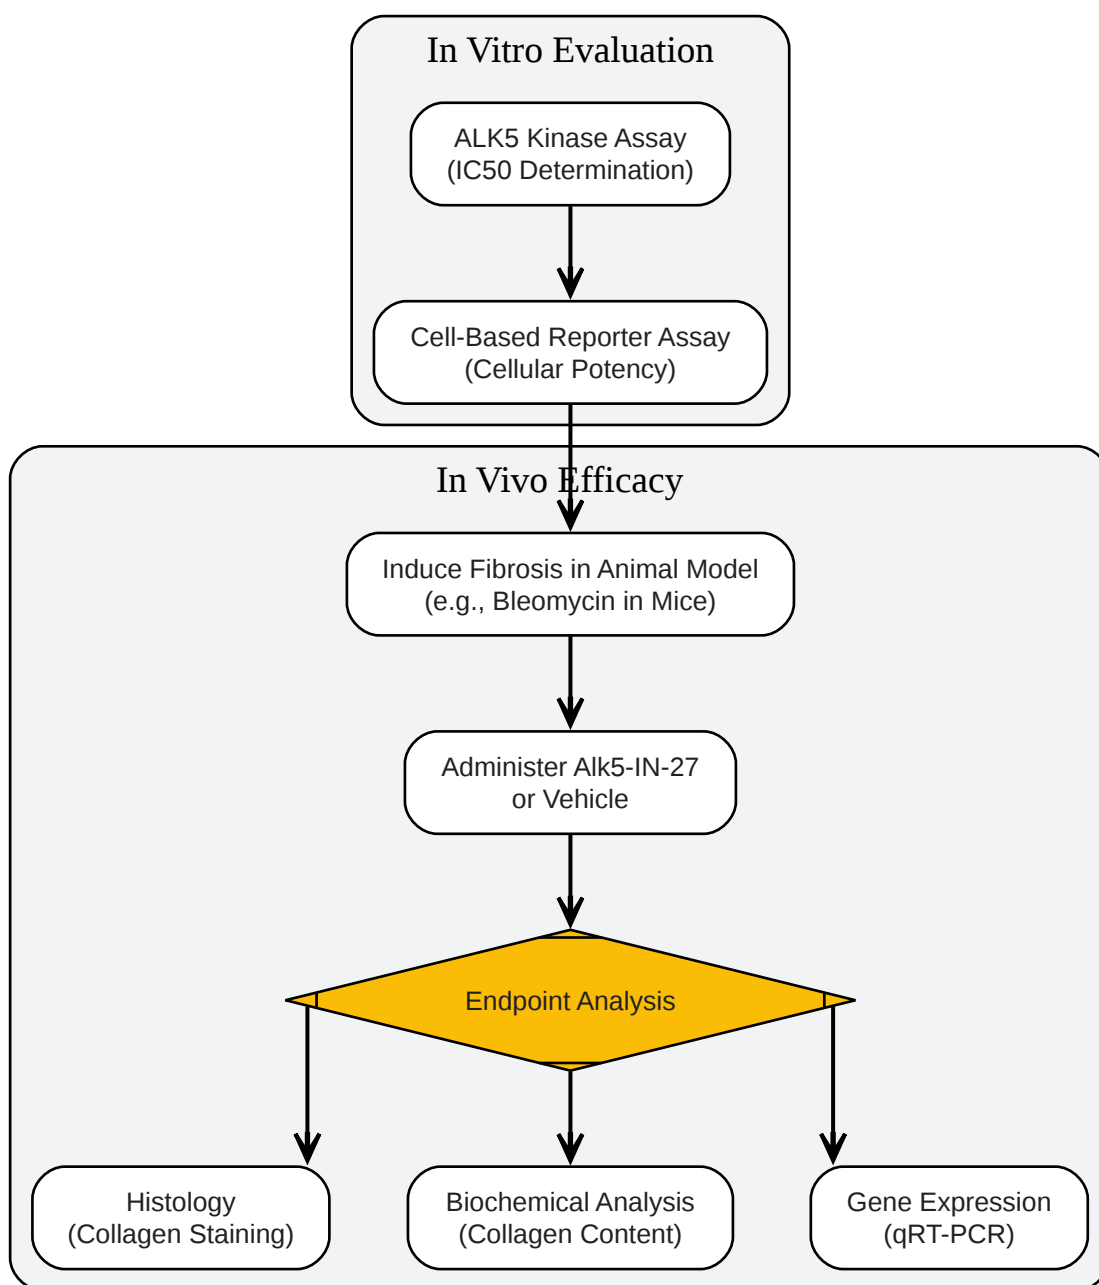 In Vitro Evaluation
ALK5 Kinase Assay
(IC50 Determination)
Cell-Based Reporter Assay
(Cellular Potency)
In Vivo Efficacy
Induce Fibrosis in Animal Model
(e.g., Bleomycin in Mice)
Administer Alk5-IN-27
or Vehicle
Endpoint Analysis
Histology
(Collagen Staining)
Biochemical Analysis
(Collagen Content)
Gene Expression
(qRT-PCR)